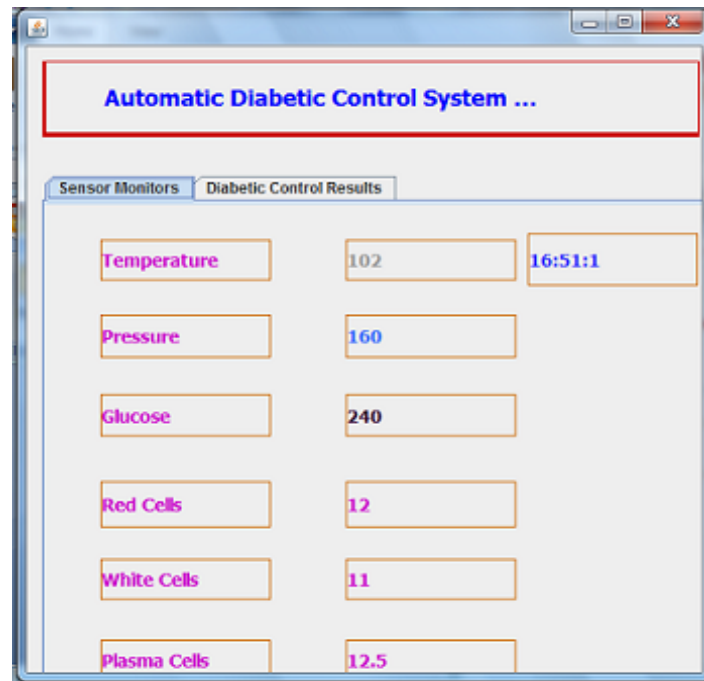 Automatic Diabetic Control System ...
Sensor Monitors Diabetic Control Results
Temperature 102 16:51:1
Pressure 160
Glucose 240
Red Cells 12
White Cells 11
Plasma Cells 12.5